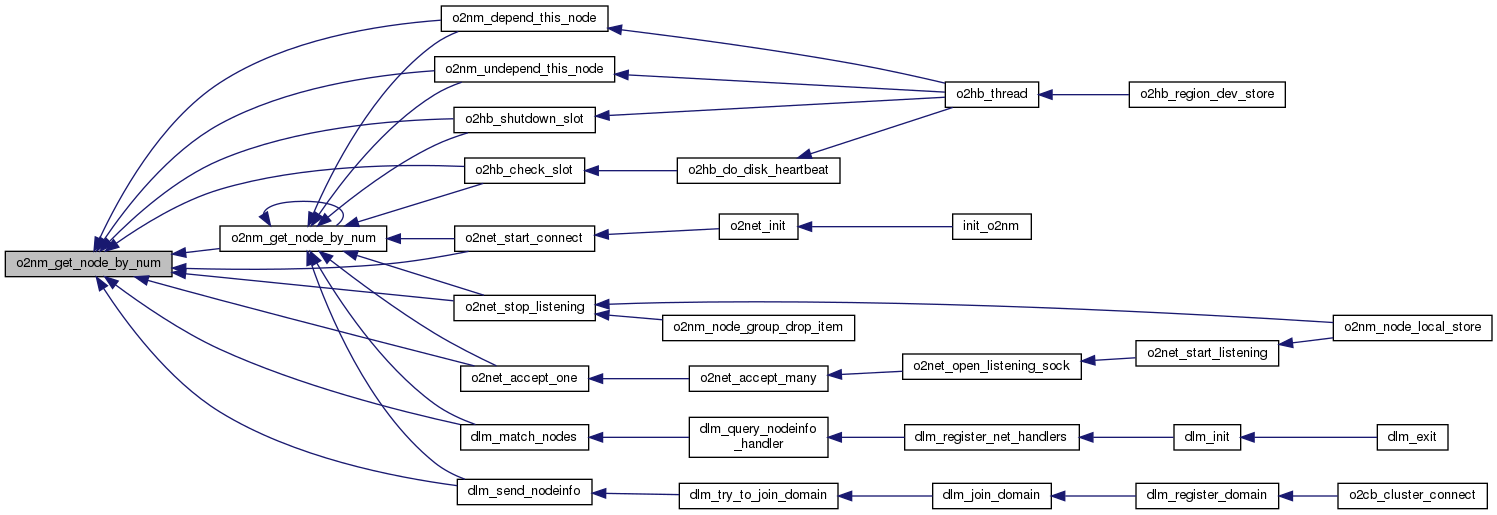 o2nm_depend_this_node
o2nm_undepend_this_node
o2hb_thread
o2hb_region_dev_store
o2hb_shutdown_slot
o2hb_check_slot
o2hb_do_disk_heartbeat
o2nm_get_node_by_num
o2net_start_connect
o2net_init
init_o2nm
o2nm_get_node_by_num
o2net_stop_listening
o2nm_node_group_drop_item
o2nm_node_local_store
o2net_accept_one
o2net_accept_many
o2net_open_listening_sock
o2net_start_listening
dlm_match_nodes
dlm_query_nodeinfo
_handler
dlm_register_net_handlers
dlm_init
dlm_exit
dlm_send_nodeinfo
dlm_try_to_join_domain
dlm_join_domain
dlm_register_domain
o2cb_cluster_connect